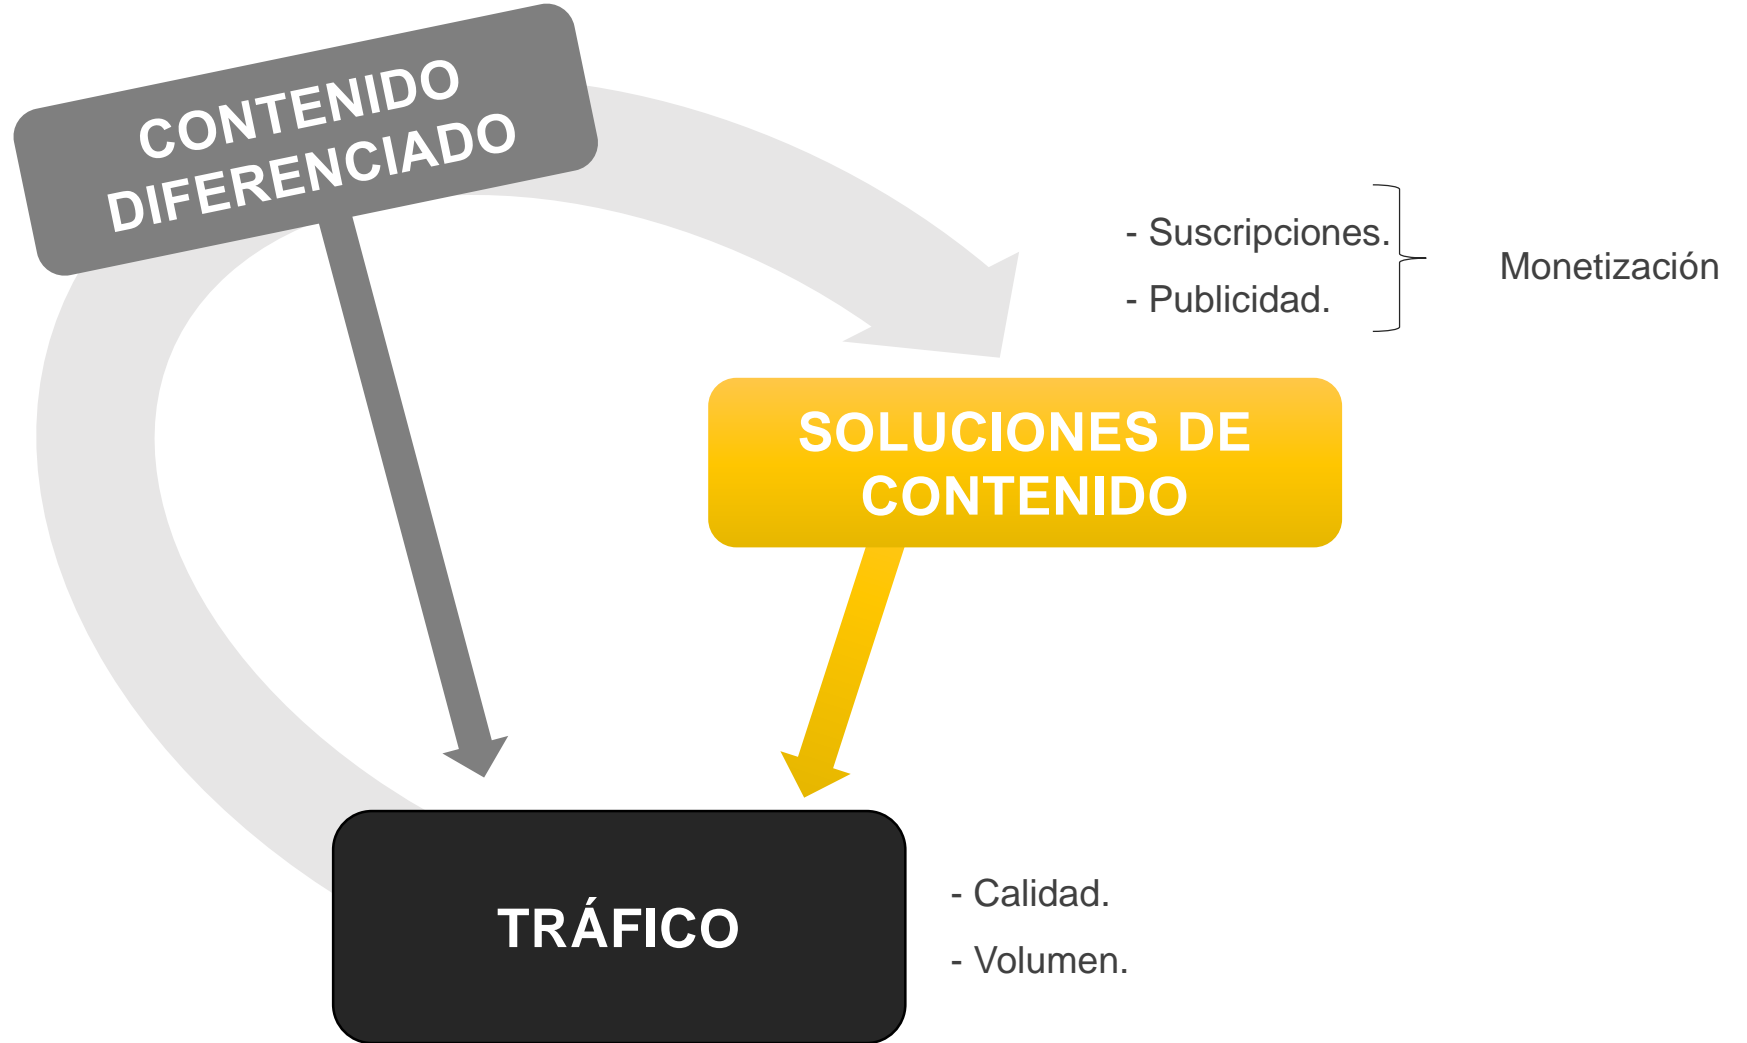 CONTENIDO
DIFERENCIADO
- Suscripciones.
- Publicidad.
Monetización
SOLUCIONES DE
CONTENIDO
TRÁFICO
- Calidad.
- Volumen.